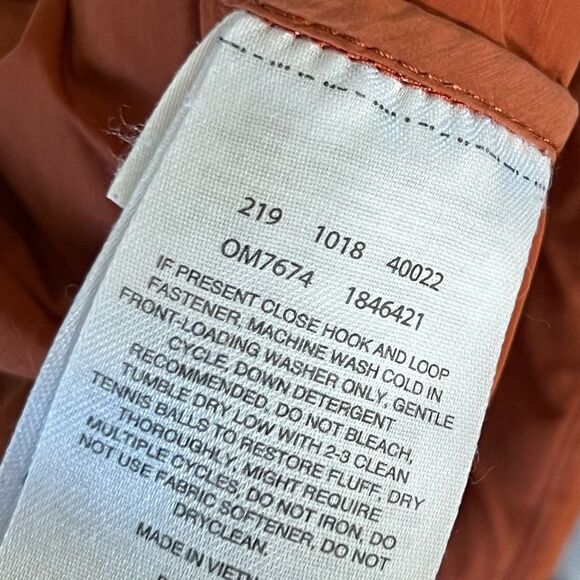 219 1018 40022
OM7674 1846421
IF PRESENT CLOSE HOOK AND LOOP
FASTENER, MACHINE WASH COLD IN
FRONT-LOADING WASHER ONLY, GENTLE
CYCLE, DOWN DETERGENT
RECOMMENDED, DO NOT BLEACH,
TUMBLE DRY LOW WITH 2-3 CLEAN
TENNIS BALLS TO RESTORE FLUFF, DRY
THOROUGHLY, MIGHT REQUIRE
MULTIPLE CYCLES, DO NOT IRON, DO
NOT USE FABRIC SOFTENER, DO NOT
DRYCLEAN.
MADE IN